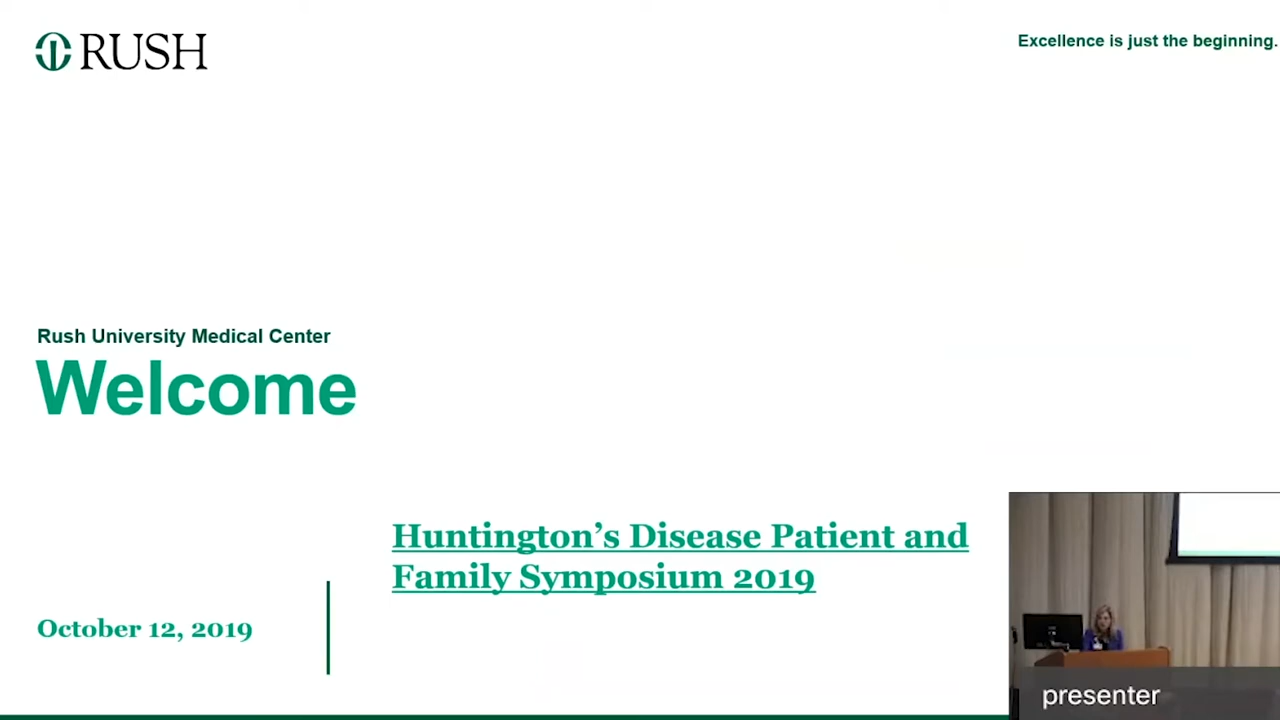 RUSH
Excellence is just the beginning.
Rush University Medical Center
Welcome
Huntington’s Disease Patient and
Family Symposium 2019
October 12, 2019
presenter